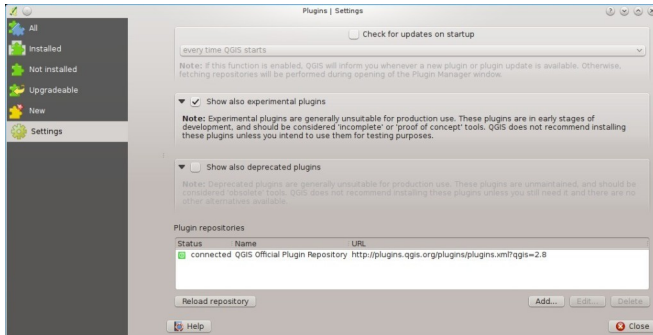 Plugins | Settings
All
Installed
Not installed
Upgradeable
New
Settings
Check for updates on startup
every time QGIS starts
Note: If this function is enabled, QGIS will inform you whenever a new plugin or plugin update is available. Otherwise,
fetching repositories will be performed during opening of the Plugin Manager window.
Show also experimental plugins
Note: Experimental plugins are generally unsuitable for production use. These plugins are in early stages of
development, and should be considered 'incomplete' or 'proof of concept' tools. QGIS does not recommend installing
these plugins unless you intend to use them for testing purposes.
Show also deprecated plugins
Note: Deprecated plugins are generally unsuitable for production use. These plugins are unmaintained, and should be
considered 'obsolete' tools. QGIS does not recommend installing these plugins unless you still need it and there are no
other alternatives available.
Plugin repositories
Status Name URL
connected QGIS Official Plugin Repository http://plugins.qgis.org/plugins/plugins.xml?qgis=2.8
Reload repository Add... Edit... Delete
Help Close